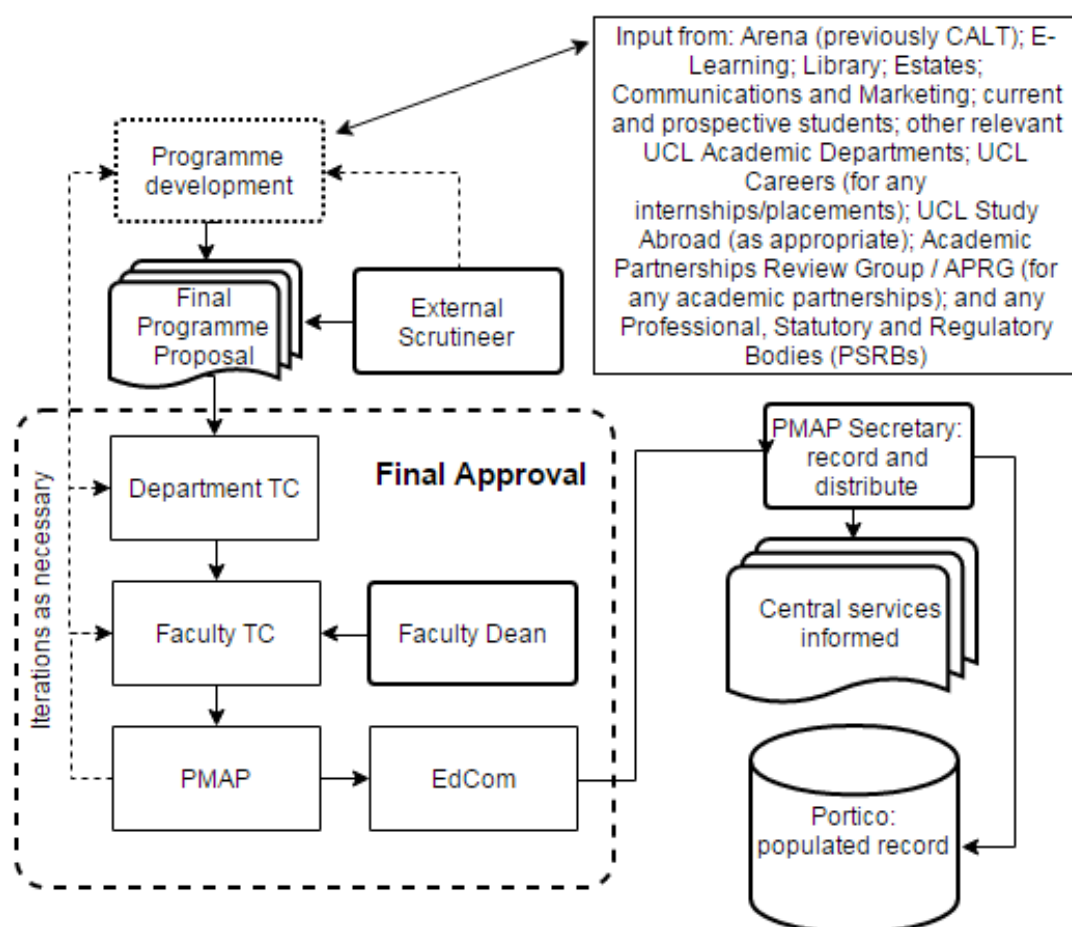 Input from: Arena (previously CALT); E-
Learning; Library; Estates;
Communications and Marketing; current
and prospective students; other relevant
UCL Academic Departments; UCL
Careers (for any
internships/placements); UCL Study
Abroad (as appropriate); Academic
Partnerships Review Group / APRG (for
any academic partnerships); and any
Professional, Statutory and Regulatory
Bodies (PSRBs)
Programme
development
Final
Programme
Proposal
External
Scrutineer
Final Approval
Iterations as necessary
Department TC
Faculty TC
Faculty Dean
PMAP
EdCom
PMAP Secretary:
record and
distribute
Central services
informed
Portico:
populated record